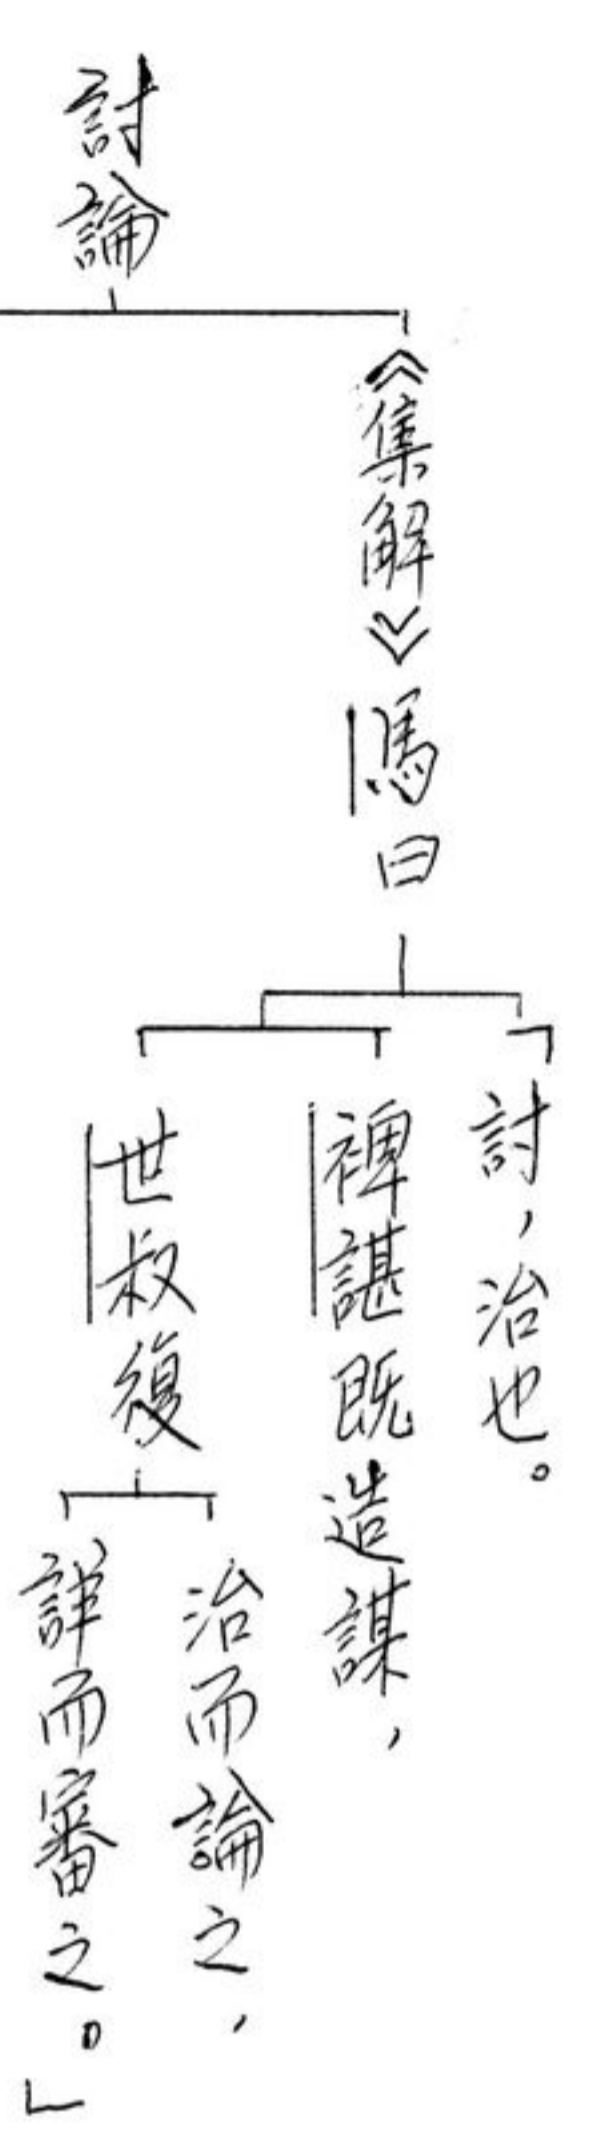 討論
《集解》馬曰
「討，治也。
裨諶既造謀，
世叔復
治而論之，
詳而審之。」